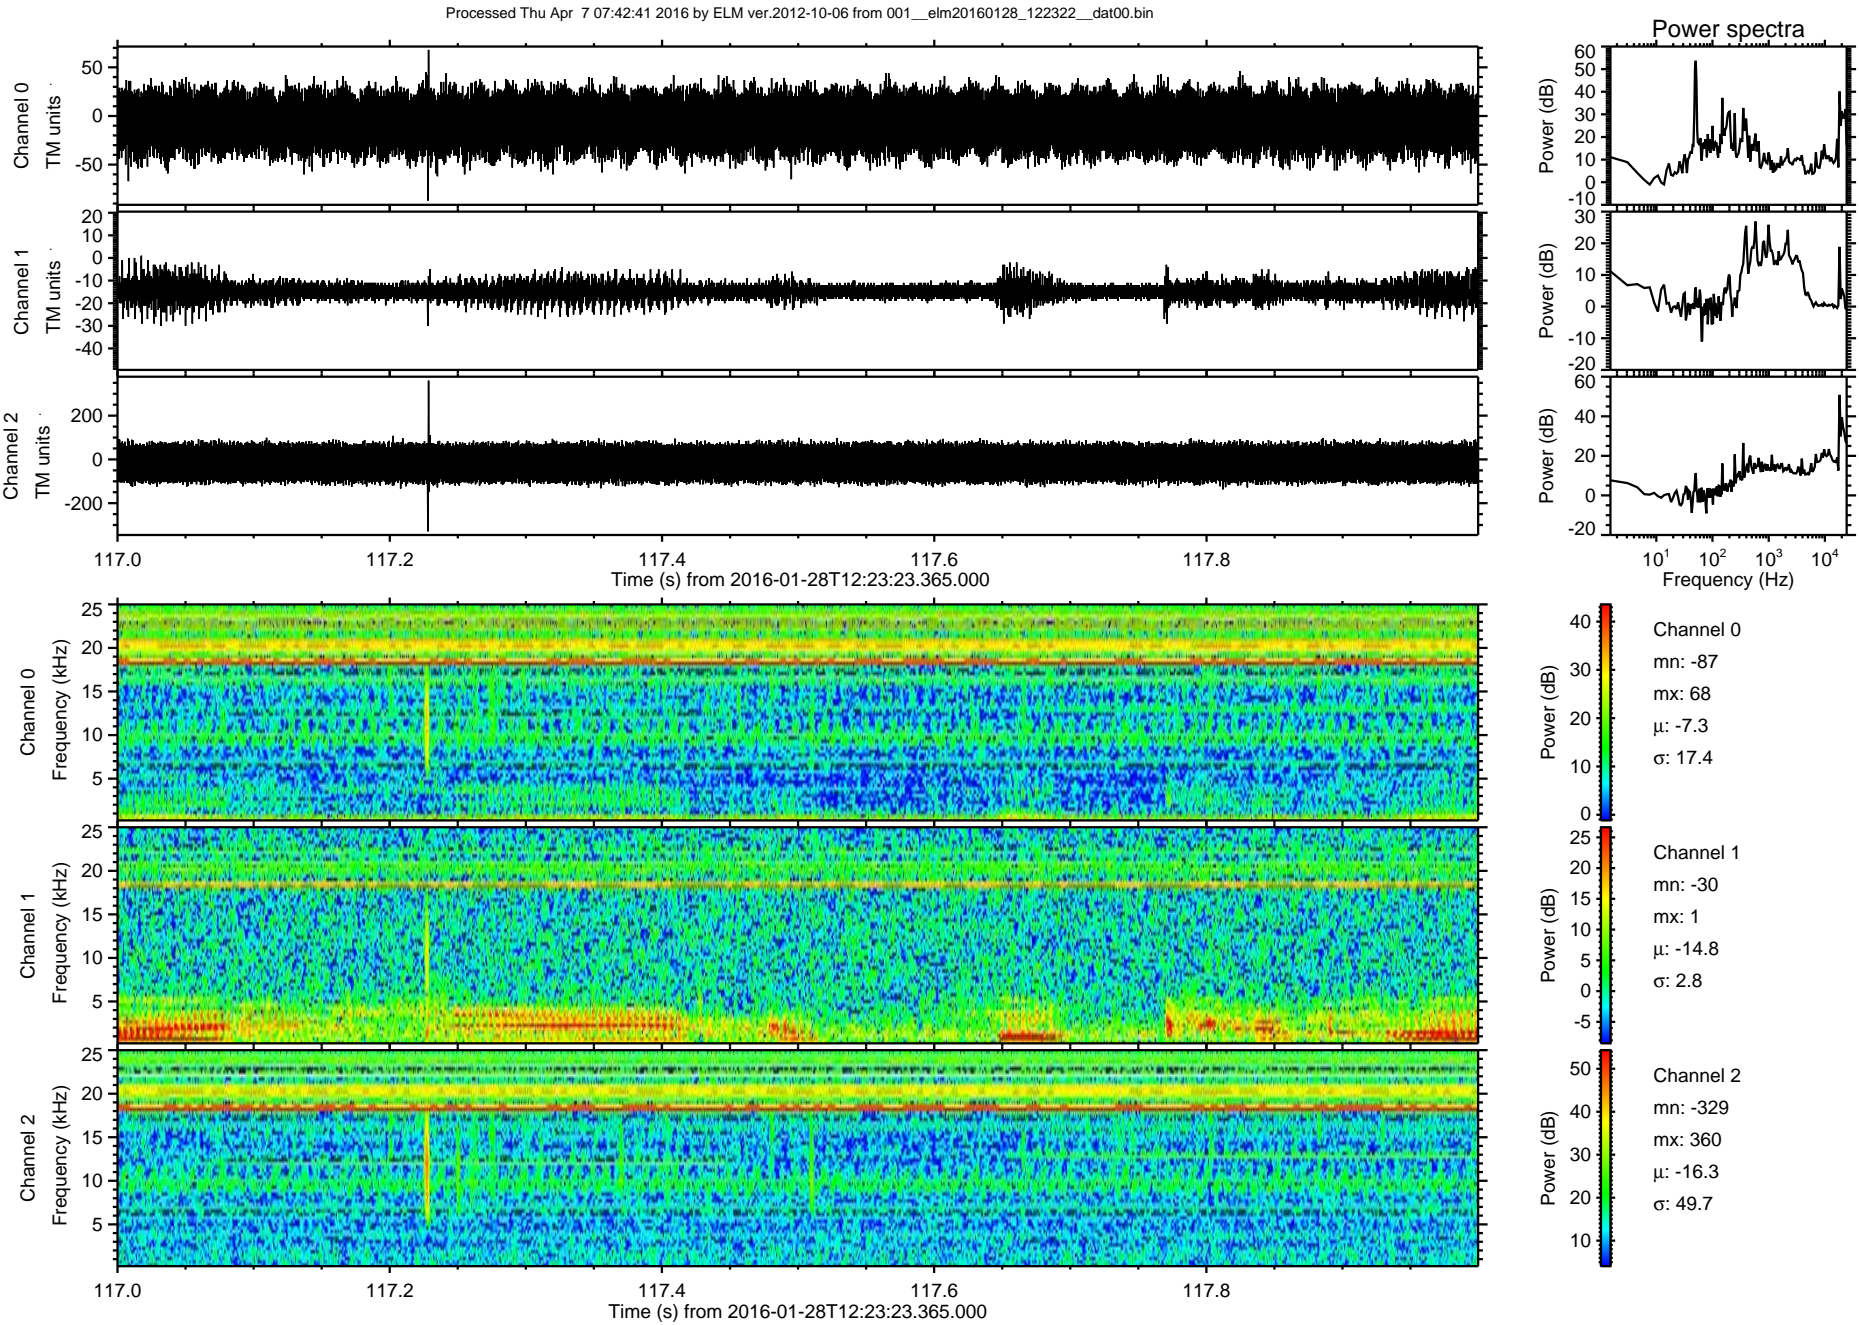 Processed Thu Apr  7 07:42:41 2016 by ELM ver.2012-10-06 from 001__elm20160128_122322__dat00.bin
Power spectra
Channel 0
TM units
50
0
-50
Power (dB)
60
50
40
30
20
10
0
-10
Channel 1
TM units
20
10
0
-10
-20
-30
-40
Power (dB)
30
20
10
0
-10
-20
Channel 2
TM units
200
0
-200
Power (dB)
60
40
20
0
-20
117.0 117.2 117.4 117.6 117.8
Time (s) from 2016-01-28T12:23:23.365.000
10¹ 10² 10³ 10⁴
Frequency (Hz)
Channel 0
Frequency (kHz)
25
20
15
10
5
Power (dB)
40
30
20
10
0
Channel 0
mn: -87
mx: 68
μ: -7.3
σ: 17.4
Channel 1
Frequency (kHz)
25
20
15
10
5
Power (dB)
25
20
15
10
5
0
-5
Channel 1
mn: -30
mx: 1
μ: -14.8
σ: 2.8
Channel 2
Frequency (kHz)
25
20
15
10
5
Power (dB)
50
40
30
20
10
Channel 2
mn: -329
mx: 360
μ: -16.3
σ: 49.7
117.0 117.2 117.4 117.6 117.8
Time (s) from 2016-01-28T12:23:23.365.000